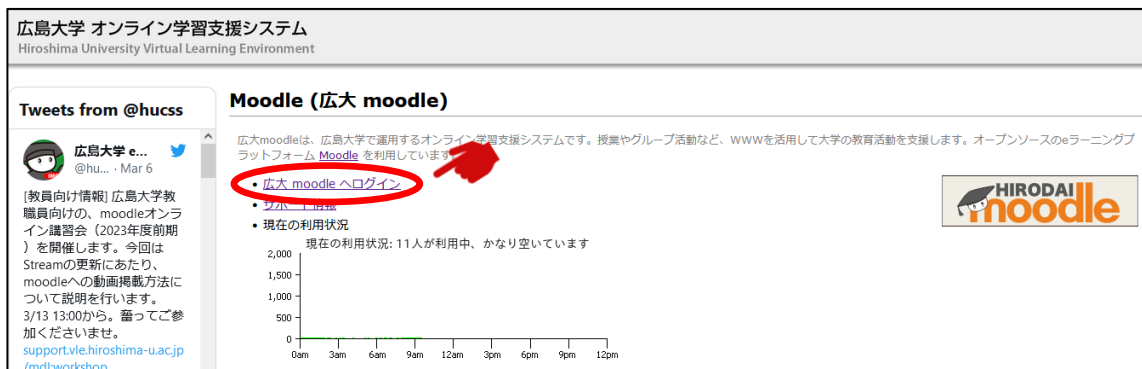 広島大学 オンライン学習支援システム
Hiroshima University Virtual Learning Environment
Tweets from @hucss
広島大学 e...
@hu... · Mar 6
[教員向け情報] 広島大学教
職員向けの、moodleオンラ
イン講習会（2023年度前期
）を開催します。今回は
Streamの更新にあたり、
moodleへの動画掲載方法に
ついて説明を行います。
3/13 13:00から。奮ってご参
加くださいませ。
support.vle.hiroshima-u.ac.jp
/mdl:workshop
Moodle (広大 moodle)
広大moodleは、広島大学で運用するオンライン学習支援システムです。授業やグループ活動など、WWWを活用して大学の教育活動を支援します。オープンソースのeラーニングプ
ラットフォーム Moodle を利用しています
広大 moodle へログイン
サポート情報
現在の利用状況
現在の利用状況: 11人が利用中、かなり空いています
2,000
1,500
1,000
500
0
0am 3am 6am 9am 12am 3pm 6pm 9pm 12pm
HIRODAI
moodle